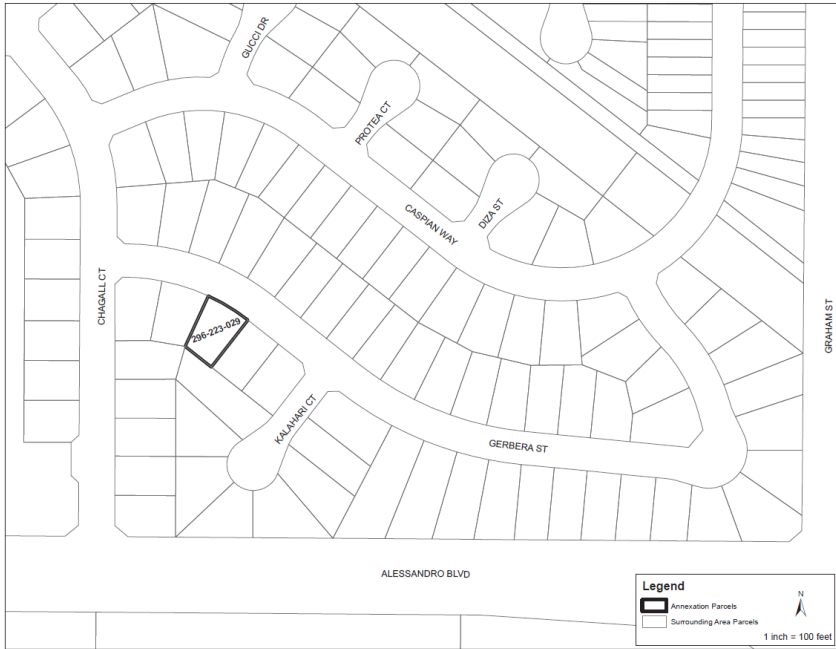 GUCCI DR
PROTEA CT
CASPIAN WAY
DIZA ST
CHAGALL CT
296-223-029
GRAHAM ST
KALAHARI CT
GERBERA ST
ALESSANDRO BLVD
Legend
Annexation Parcels
Surrounding Area Parcels
N
1 inch = 100 feet